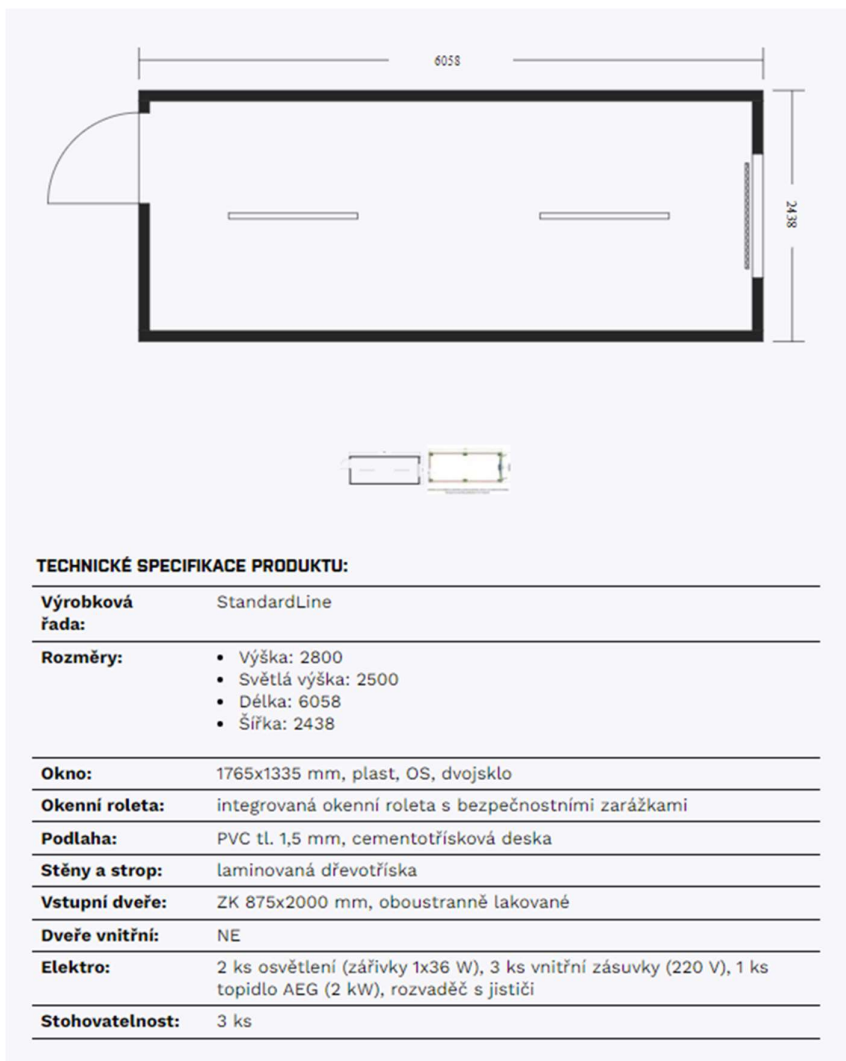 6058
2438
TECHNICKÉ SPECIFIKACE PRODUKTU:
Výrobková
řada:
StandardLine
Rozměry:
• Výška: 2800
• Světlá výška: 2500
• Délka: 6058
• Šířka: 2438
Okno:
1765x1335 mm, plast, OS, dvojsklo
Okenní roleta:
integrovaná okenní roleta s bezpečnostními zarážkami
Podlaha:
PVC tl. 1,5 mm, cementotřísková deska
Stěny a strop:
laminovaná dřevotříska
Vstupní dveře:
ZK 875x2000 mm, oboustranně lakované
Dveře vnitřní:
NE
Elektro:
2 ks osvětlení (zářivky 1x36 W), 3 ks vnitřní zásuvky (220 V), 1 ks
topidlo AEG (2 kW), rozvaděč s jističi
Stohovatelnost:
3 ks